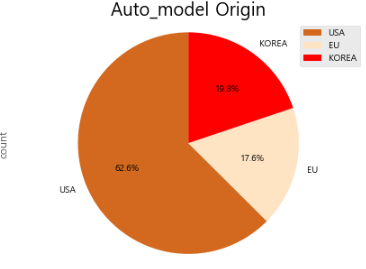 Auto_model Origin
USA
EU
KOREA
KOREA
19.8%
17.6%
EU
62.6%
USA
count